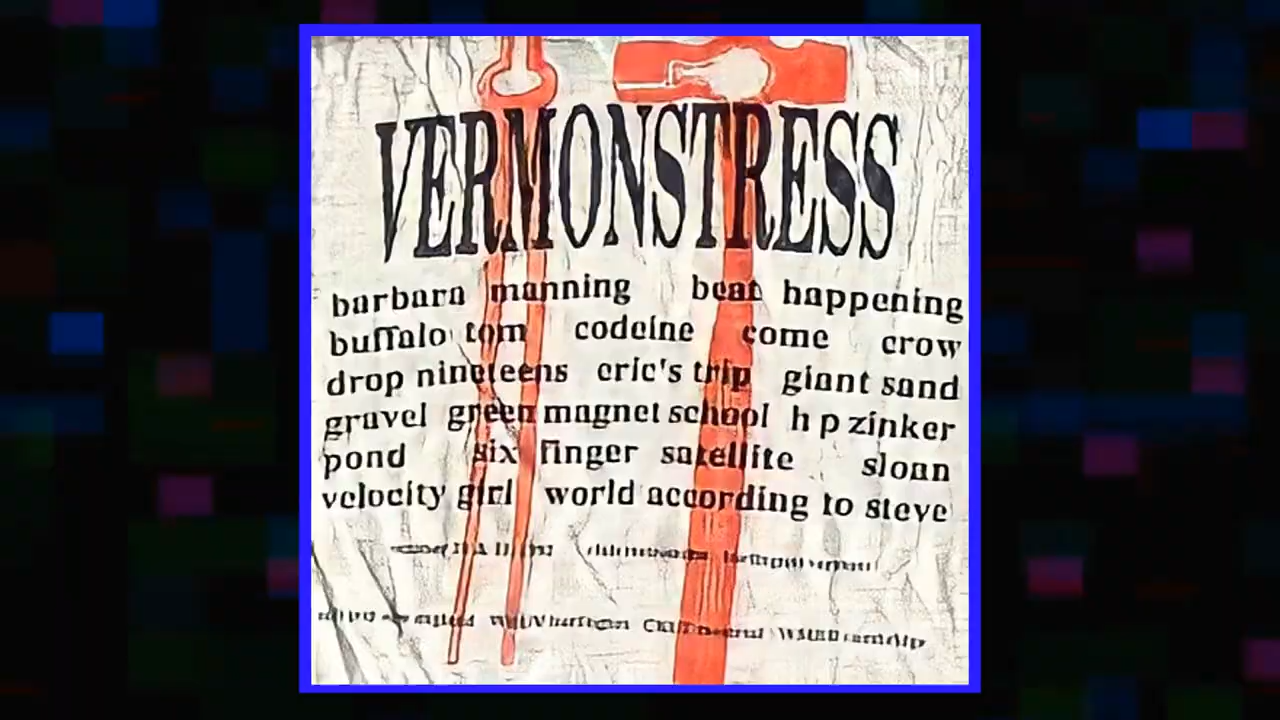 VERMONSTRESS
barbara manning beat happening
buffalo tom codeine come crow
drop nineteens eric's trip giant sand
gravel green magnet school h p zinker
pond six finger satellite sloan
velocity girl world according to steve